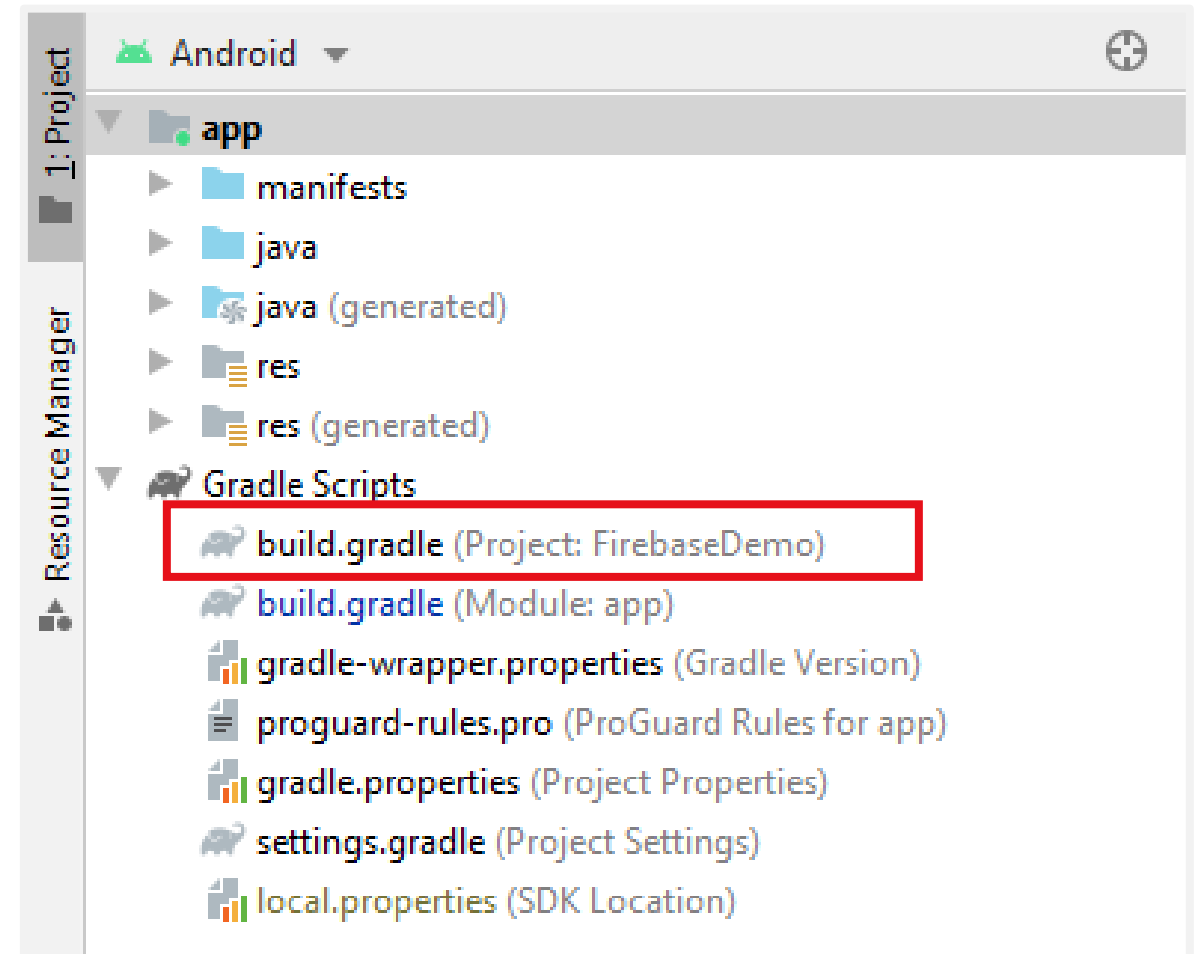 1: Project
Resource Manager
Android
app
manifests
java
java (generated)
res
res (generated)
Gradle Scripts
build.gradle (Project: FirebaseDemo)
build.gradle (Module: app)
gradle-wrapper.properties (Gradle Version)
proguard-rules.pro (ProGuard Rules for app)
gradle.properties (Project Properties)
settings.gradle (Project Settings)
local.properties (SDK Location)